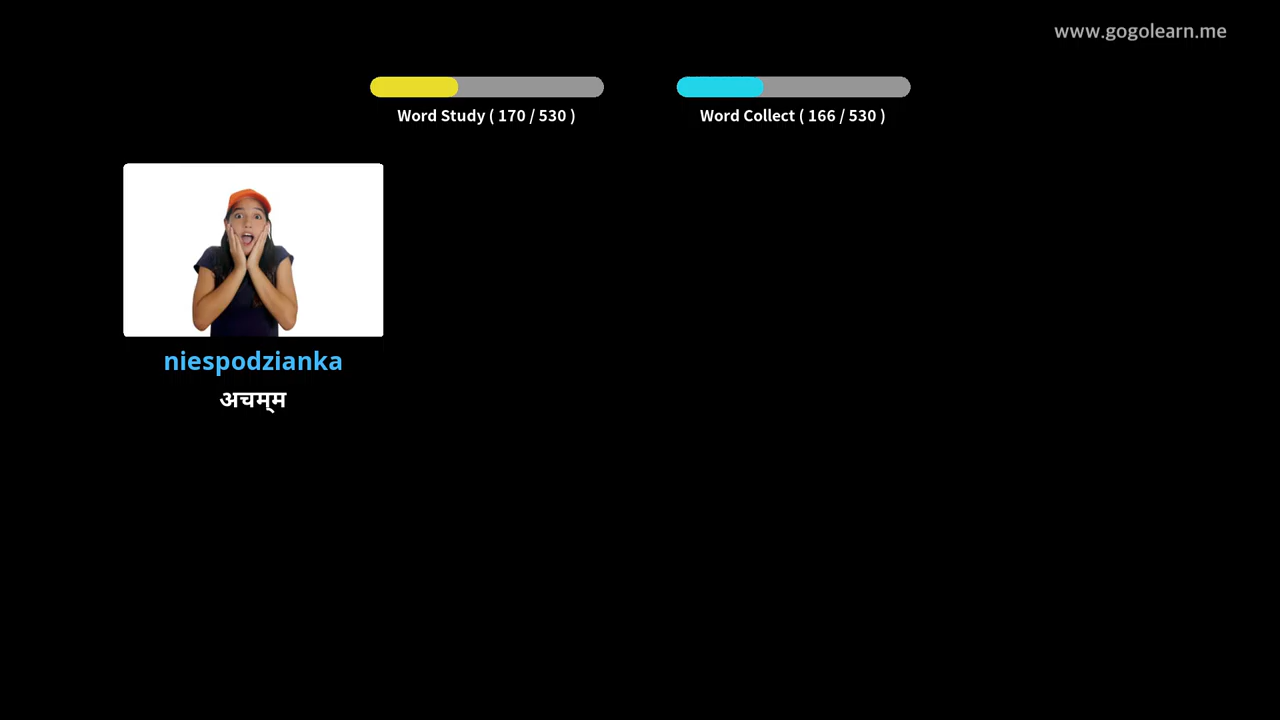 www.gogolearn.me
Word Study ( 170 / 530 )
Word Collect ( 166 / 530 )
niespodzianka
अचम्‌म